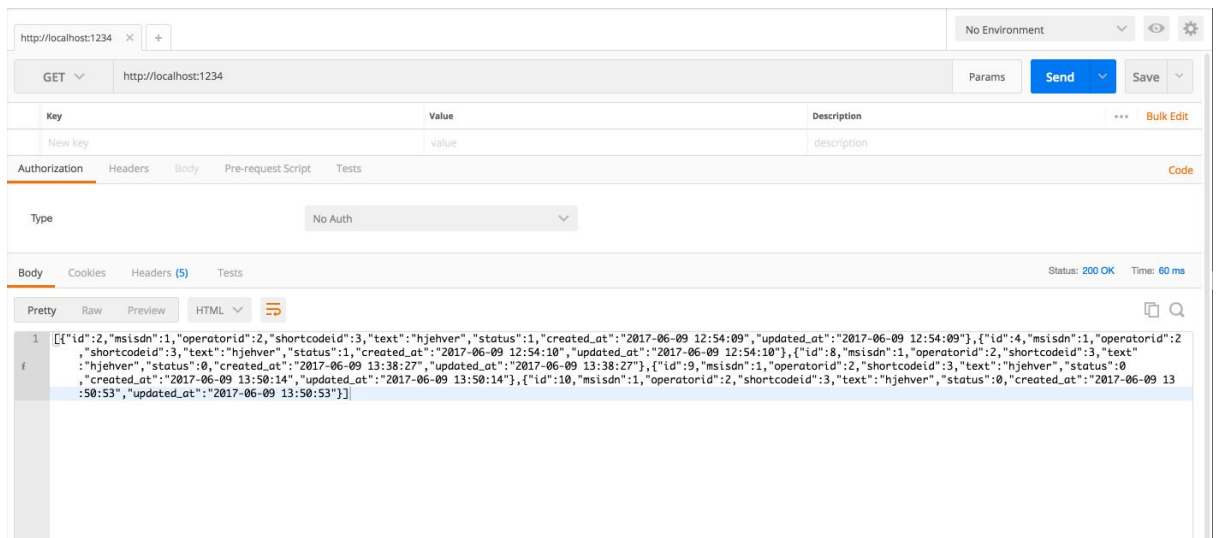 http://localhost:1234
+
No Environment
GET
http://localhost:1234
Params
Send
Save
Key
Value
Description
Bulk Edit
New key
value
description
Authorization
Headers
Body
Pre-request Script
Tests
Code
Type
No Auth
Body
Cookies
Headers (5)
Tests
Status: 200 OK
Time: 60 ms
Pretty
Raw
Preview
HTML
1
[{"id":2,"msisdn":1,"operatorid":2,"shortcodeid":3,"text":"hjehver","status":1,"created_at":"2017-06-09 12:54:09","updated_at":"2017-06-09 12:54:09"},{"id":4,"msisdn":1,"operatorid":2
,"shortcodeid":3,"text":"hjehver","status":1,"created_at":"2017-06-09 12:54:10","updated_at":"2017-06-09 12:54:10"},{"id":8,"msisdn":1,"operatorid":2,"shortcodeid":3,"text"
:"hjehver","status":0,"created_at":"2017-06-09 13:38:27","updated_at":"2017-06-09 13:38:27"},{"id":9,"msisdn":1,"operatorid":2,"shortcodeid":3,"text":"hjehver","status":0
,"created_at":"2017-06-09 13:50:14","updated_at":"2017-06-09 13:50:14"},{"id":10,"msisdn":1,"operatorid":2,"shortcodeid":3,"text":"hjehver","status":0,"created_at":"2017-06-09 13
:50:53","updated_at":"2017-06-09 13:50:53"}]